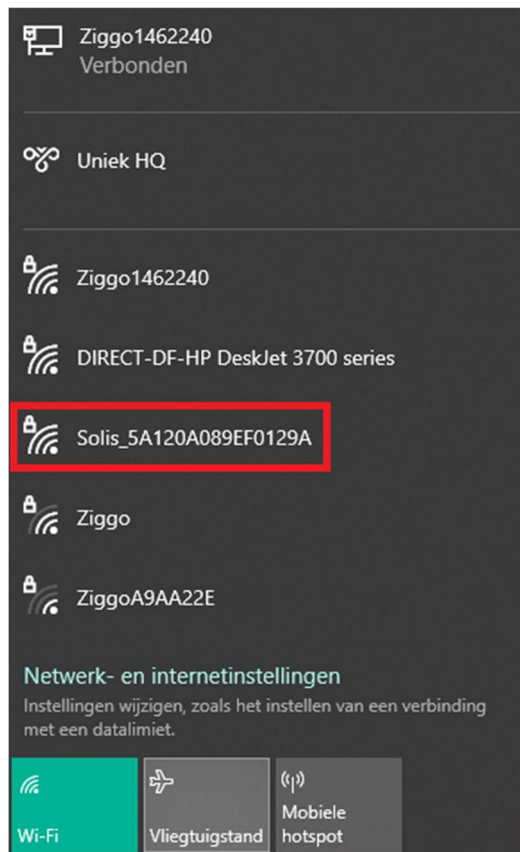 Ziggo1462240
Verbonden
Uniek HQ
Ziggo1462240
DIRECT-DF-HP DeskJet 3700 series
Solis_5A120A089EF0129A
Ziggo
ZiggoA9AA22E
Netwerk- en internetinstellingen
Instellingen wijzigen, zoals het instellen van een verbinding
met een datalimiet.
Wi-Fi
Vliegtuigstand
Mobiele
hotspot